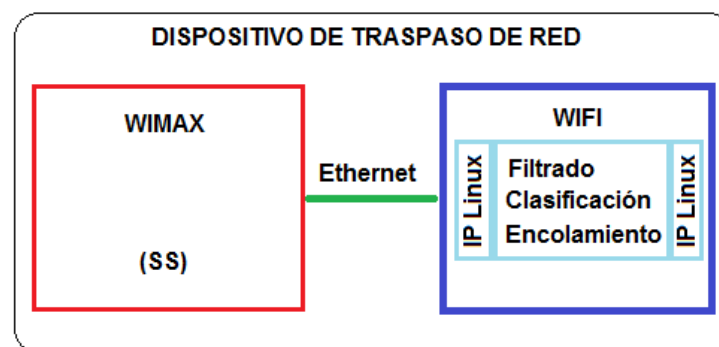 DISPOSITIVO DE TRASPASO DE RED
WIMAX
(SS)
Ethernet
WIFI
IP Linux
Filtrado
Clasificación
Encolamiento
IP Linux